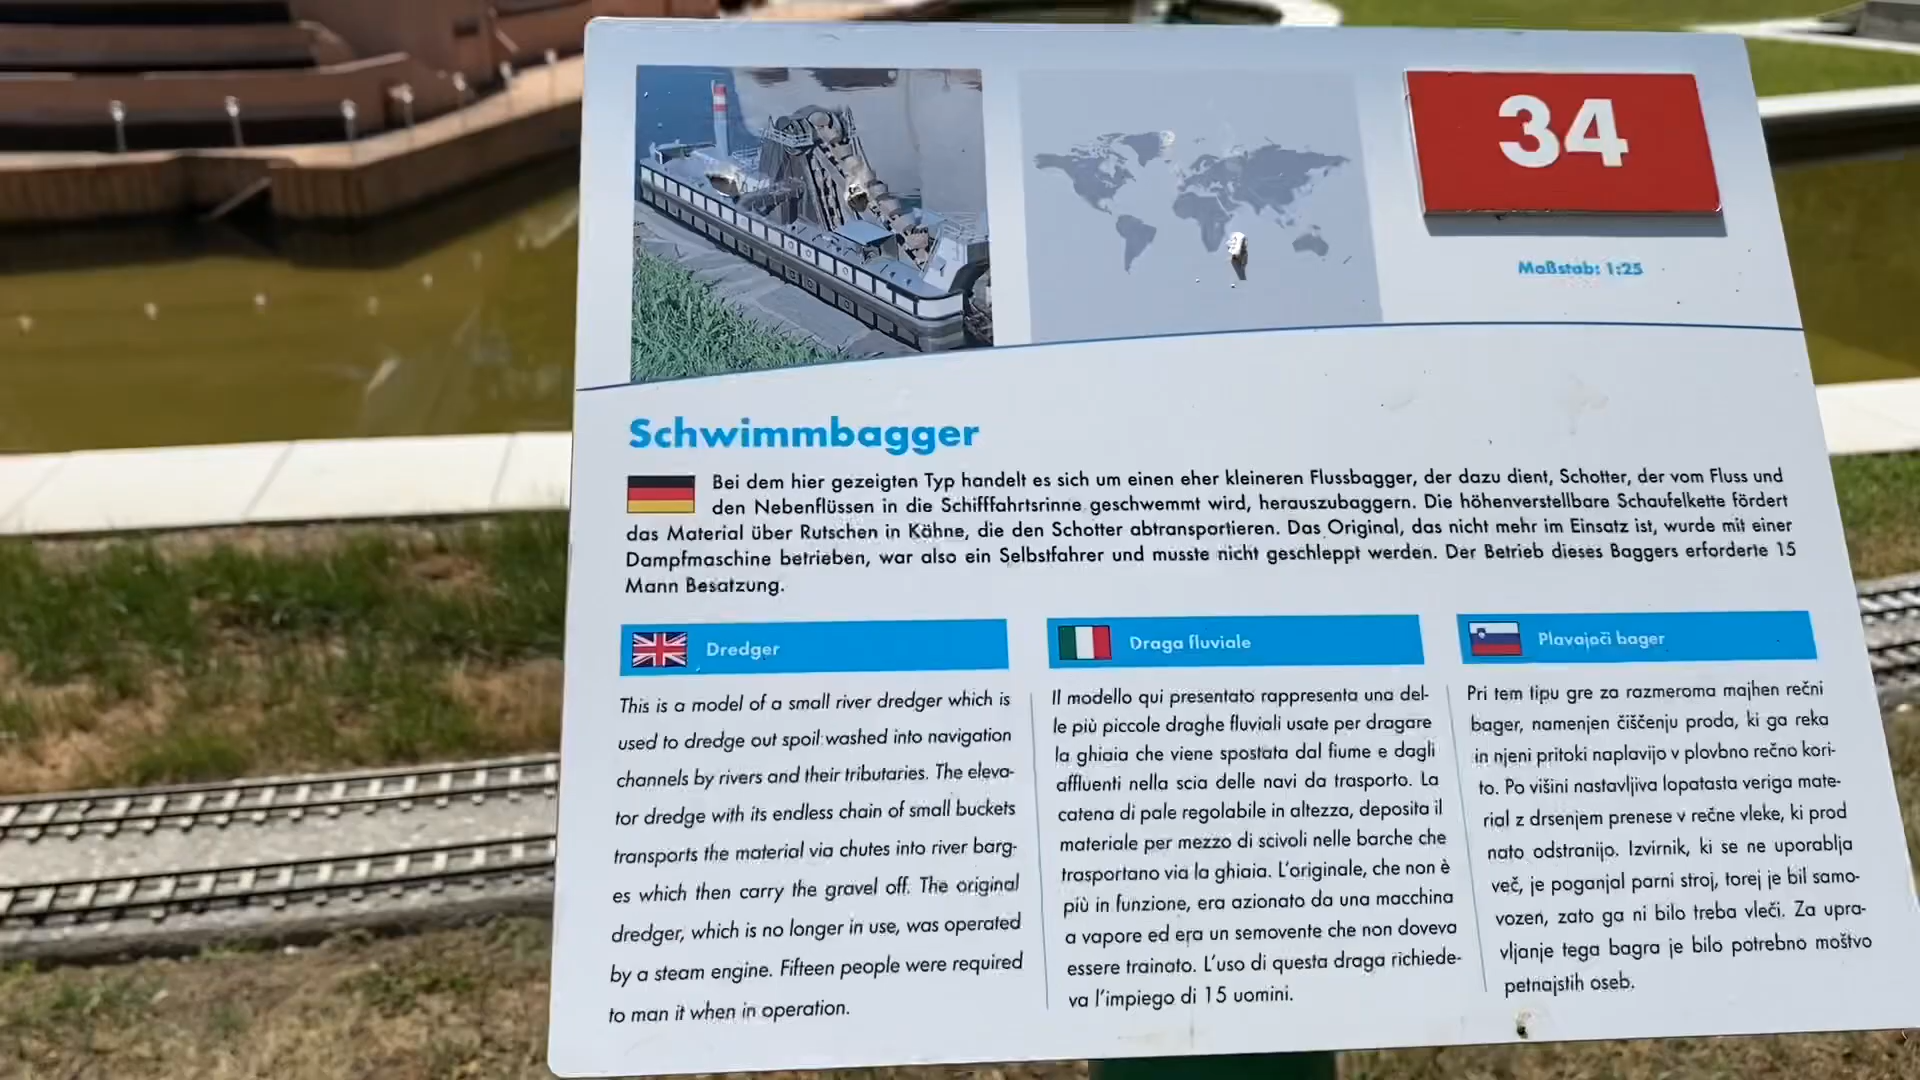 34
Maßstab: 1:25
Schwimmbagger
Bei dem hier gezeigten Typ handelt es sich um einen eher kleineren Flussbagger, der dazu dient, Schotter, der vom Fluss und
den Nebenflüssen in die Schifffahrtsrinne geschwemmt wird, herauszubaggern. Die höhenverstellbare Schaufelkette fördert
das Material über Rutschen in Kähne, die den Schotter abtransportieren. Das Original, das nicht mehr im Einsatz ist, wurde mit einer
Dampfmaschine betrieben, war also ein Selbstfahrer und musste nicht geschleppt werden. Der Betrieb dieses Baggers erforderte 15
Mann Besatzung.
Dredger
This is a model of a small river dredger which is
used to dredge out spoil washed into navigation
channels by rivers and their tributaries. The eleva-
tor dredge with its endless chain of small buckets
transports the material via chutes into river barg-
es which then carry the gravel off. The original
dredger, which is no longer in use, was operated
by a steam engine. Fifteen people were required
to man it when in operation.
Draga fluviale
Il modello qui presentato rappresenta una del-
le più piccole draghe fluviali usate per dragare
la ghiaia che viene spostata dal fiume e dagli
affluenti nella scia delle navi da trasporto. La
catena di pale regolabile in altezza, deposita il
materiale per mezzo di scivoli nelle barche che
trasportano via la ghiaia. L'originale, che non è
più in funzione, era azionato da una macchina
a vapore ed era un semovente che non doveva
essere trainato. L'uso di questa draga richiede-
va l'impiego di 15 uomini.
Plavajoči bager
Pri tem tipu gre za razmeroma majhen rečni
bager, namenjen čiščenju proda, ki ga reka
in njeni pritoki naplavijo v plovbno rečno kori-
to. Po višini nastavljiva lopatasta veriga mate-
rial z drsenjem prenese v rečne vleke, ki prod
nato odstranijo. Izvirnik, ki se ne uporablja
več, je poganjal parni stroj, torej je bil samo-
vozen, zato ga ni bilo treba vleči. Za upra-
vljanje tega bagra je bilo potrebno moštvo
petnajstih oseb.